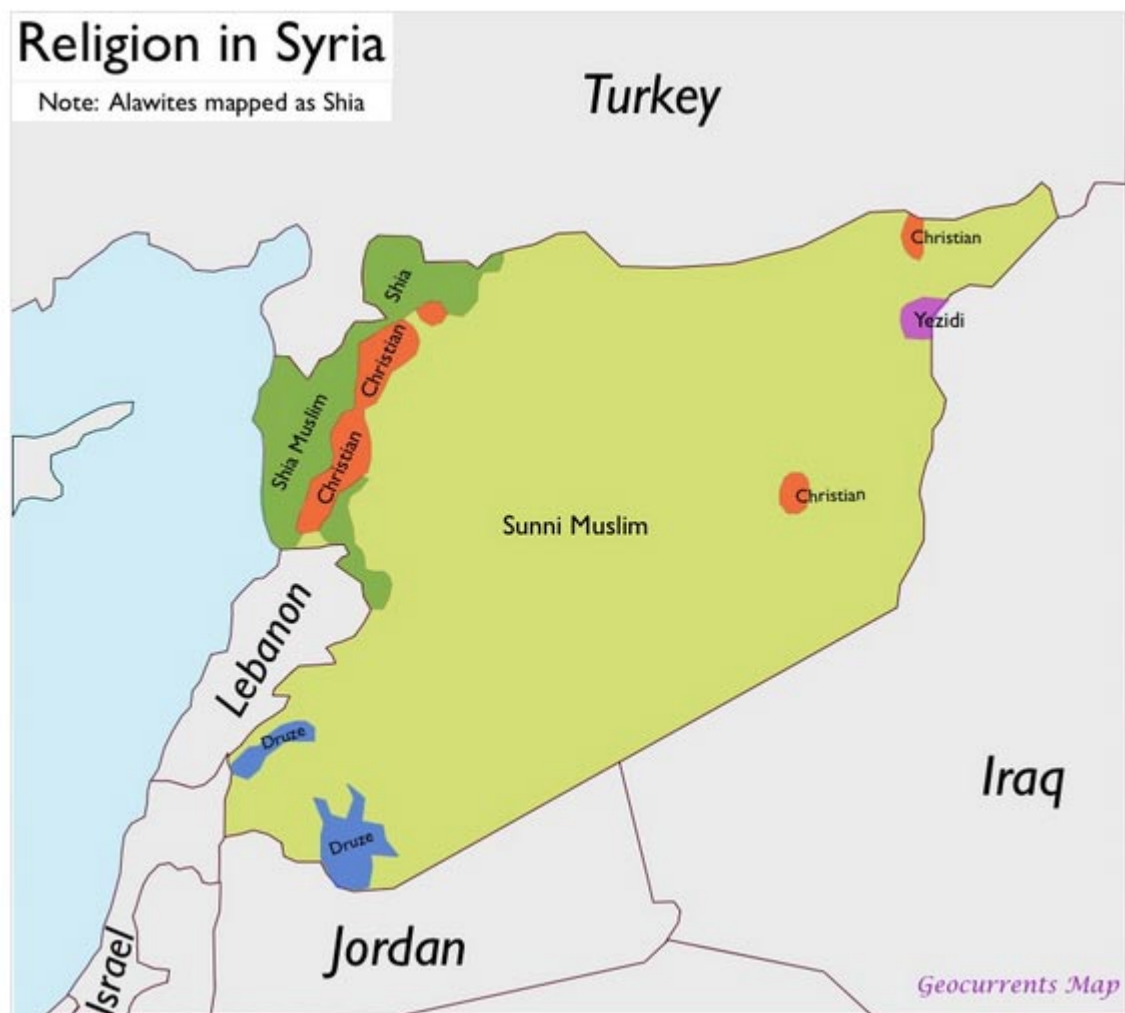 Religion in Syria
Note: Alawites mapped as Shia
Turkey
Christian
Shia
Yezidi
Christian
Shia Muslim
Christian
Christian
Sunni Muslim
Lebanon
Druze
Iraq
Druze
Jordan
Israel
Geocurrents Map